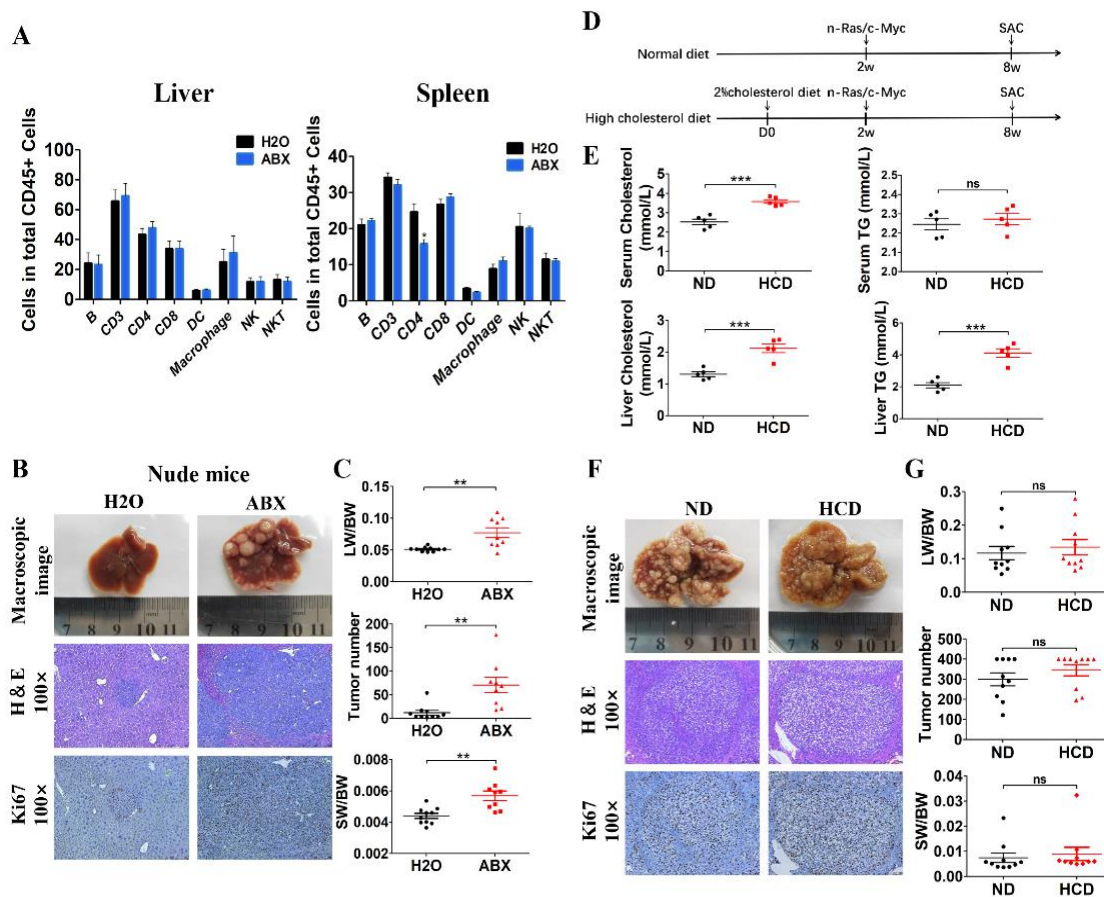 A
Liver
Spleen
Cells in total CD45+ Cells
100
80
60
40
20
0
H2O
ABX
B
CD3
CD4
CD8
DC
Macrophage
NK
NKT
Cells in total CD45+ Cells
40
30
20
10
0
H2O
ABX
*
B
CD3
CD4
CD8
DC
Macrophage
NK
NKT
D
n-Ras/c-Myc
SAC
Normal diet
2w
8w
2%cholesterol diet
n-Ras/c-Myc
SAC
High cholesterol diet
D0
2w
8w
E
Serum Cholesterol
(mmol/L)
5
4
3
2
1
0
***
ND
HCD
Serum TG (mmol/L)
2.6
2.5
2.4
2.3
2.2
2.1
2.0
ns
ND
HCD
Liver Cholesterol
(mmol/L)
4
3
2
1
0
***
ND
HCD
Liver TG (mmol/L)
6
4
2
0
***
ND
HCD
B
Nude mice
H2O
ABX
Macroscopic
image
7 8 9 10 11
7 8 9 10 11
H & E
100×
Ki67
100×
C
LW/BW
0.15
0.10
0.05
0.00
**
H2O
ABX
Tumor number
200
150
100
50
0
**
H2O
ABX
SW/BW
0.008
0.006
0.004
0.002
**
H2O
ABX
F
ND
HCD
Macroscopic
image
7 8 9 10 11
7 8 9 10 11
H & E
100×
Ki67
100×
G
LW/BW
0.3
0.2
0.1
0.0
ns
ND
HCD
Tumor number
500
400
300
200
100
0
ns
ND
HCD
SW/BW
0.04
0.03
0.02
0.01
0.00
ns
ND
HCD